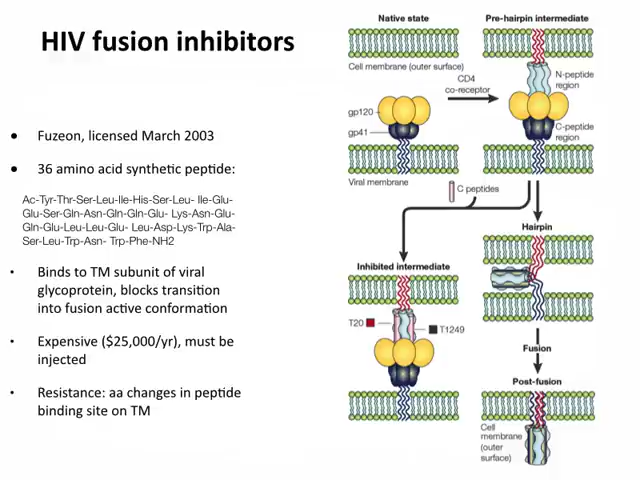 HIV fusion inhibitors
● Fuzeon, licensed March 2003
● 36 amino acid synthetic peptide:
Ac-Tyr-Thr-Ser-Leu-Ile-His-Ser-Leu- Ile-Glu-
Glu-Ser-Gln-Asn-Gln-Gln-Glu- Lys-Asn-Glu-
Gln-Glu-Leu-Leu-Glu- Leu-Asp-Lys-Trp-Ala-
Ser-Leu-Trp-Asn- Trp-Phe-NH2
• Binds to TM subunit of viral
glycoprotein, blocks transition
into fusion active conformation
• Expensive ($25,000/yr), must be
injected
• Resistance: aa changes in peptide
binding site on TM
Native state
Cell membrane (outer surface)
CD4
co-receptor
gp120
gp41
Viral membrane
Pre-hairpin intermediate
N-peptide
region
C-peptide
region
C peptides
Inhibited intermediate
T20
T1249
Hairpin
Fusion
Post-fusion
Cell
membrane
(outer
surface)